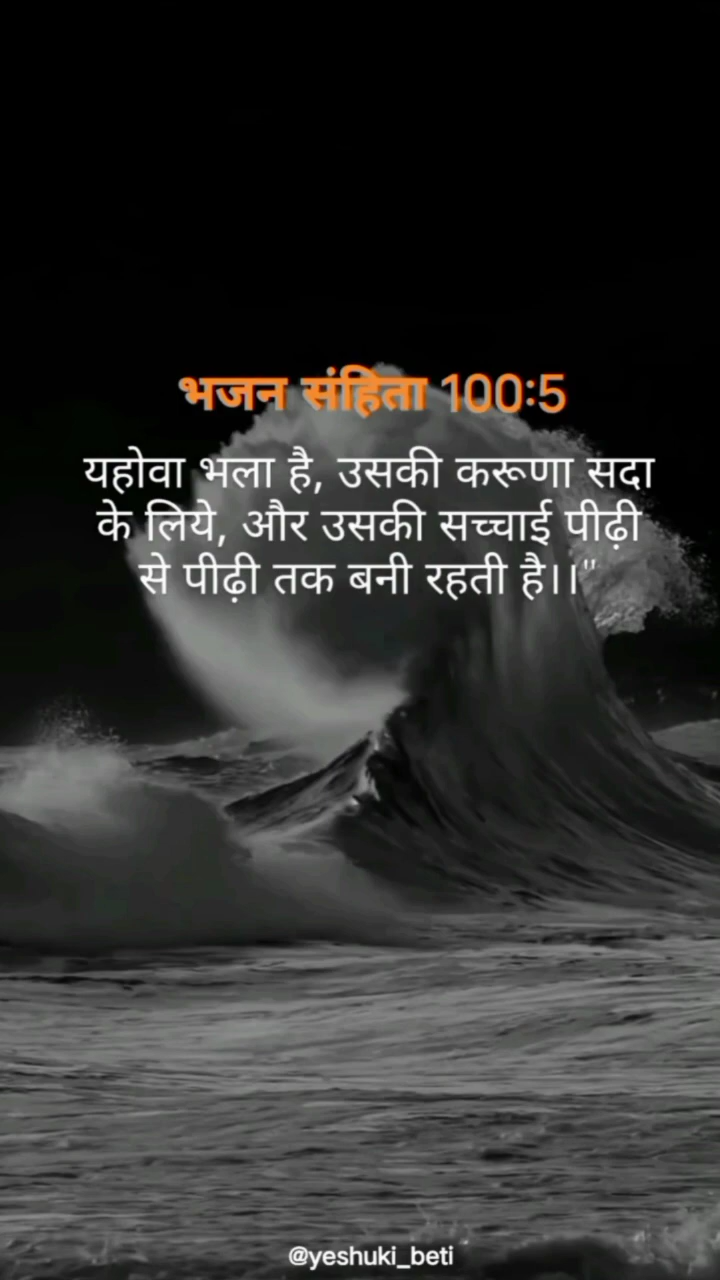 भजन संहिता 100:5
यहोवा भला है, उसकी करूणा सदा
के लिये, और उसकी सच्चाई पीढ़ी
से पीढ़ी तक बनी रहती है।।"
@yeshuki_beti